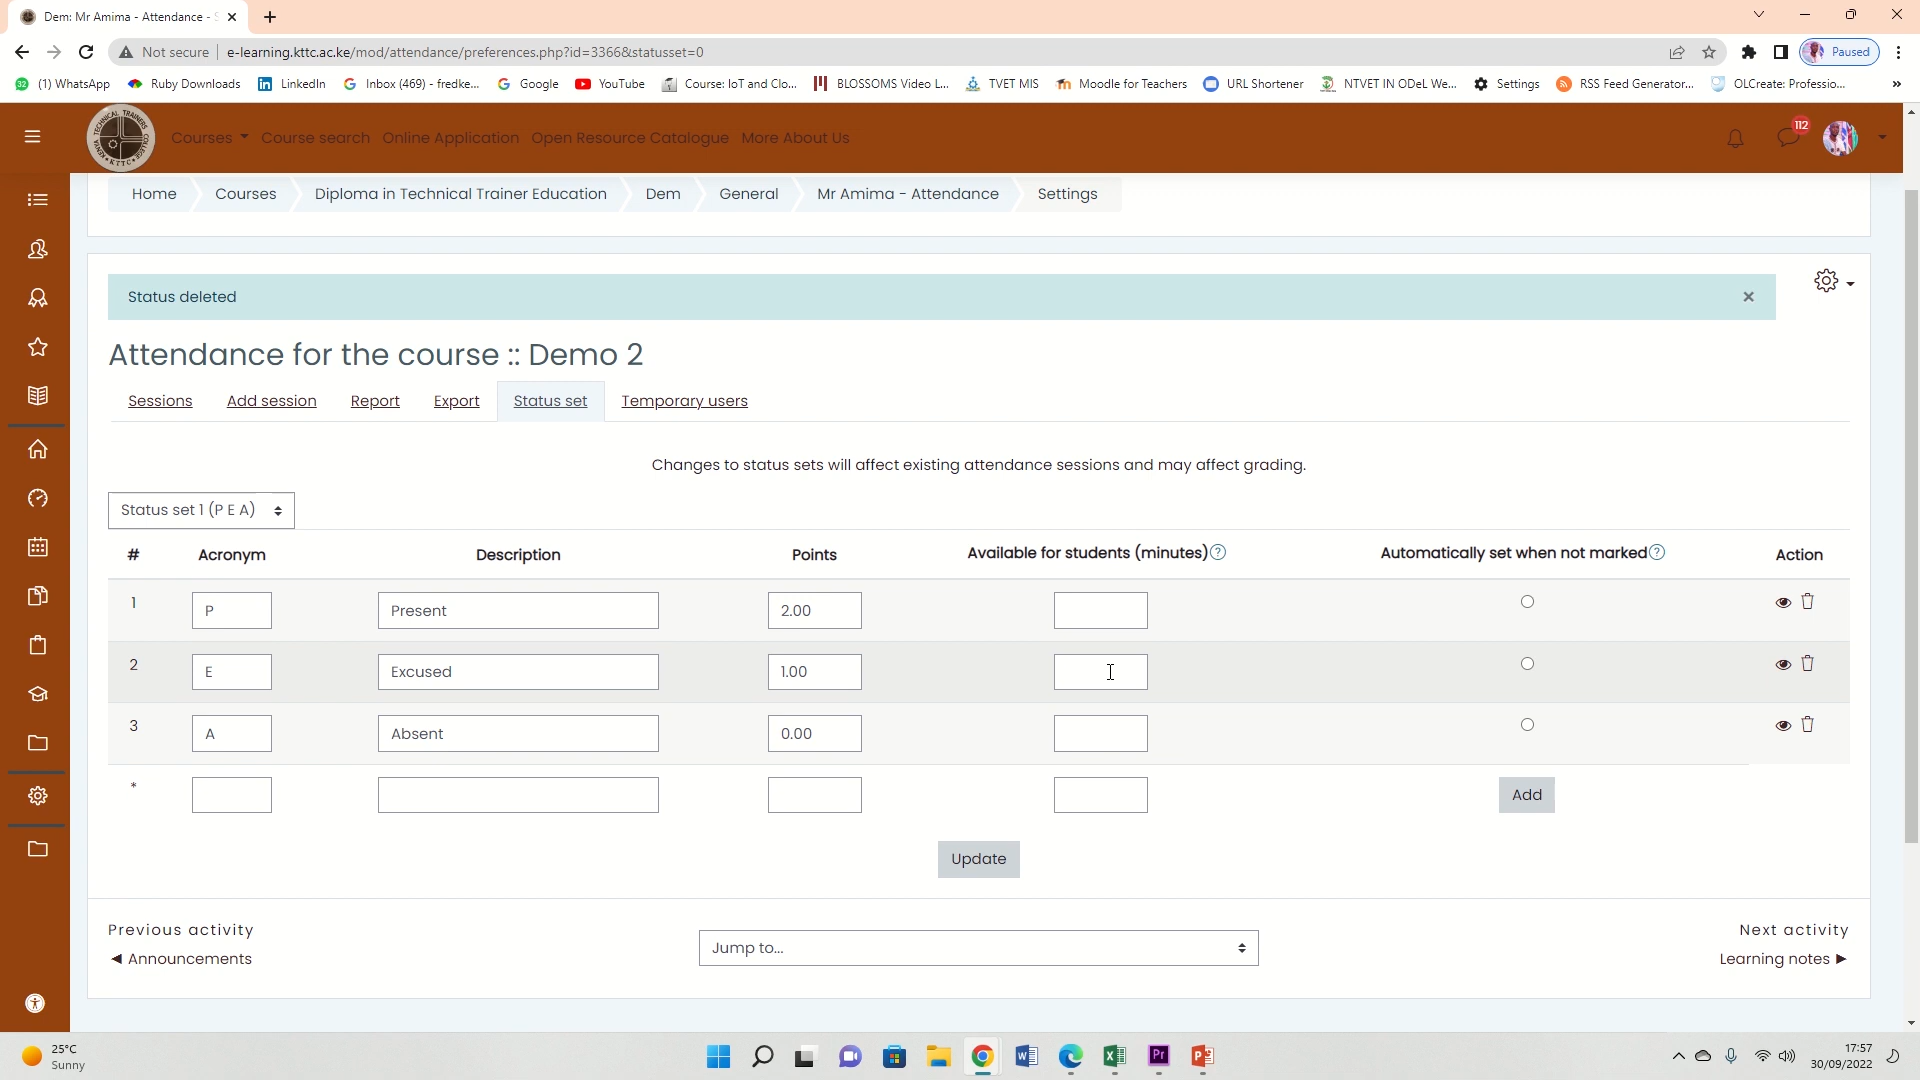 Dem: Mr Amima - Attendance -
Not secure
e-learning.kttc.ac.ke/mod/attendance/preferences.php?id=3366&statusset=0
Paused
(1) WhatsApp
Ruby Downloads
LinkedIn
Inbox (469) - fredke...
Google
YouTube
Course: IoT and Clo...
BLOSSOMS Video L...
TVET MIS
Moodle for Teachers
URL Shortener
NTVET IN ODeL We...
Settings
RSS Feed Generator...
OLCreate: Professio...
»
Courses
Course search
Online Application
Open Resource Catalogue
More About Us
112
Home
Courses
Diploma in Technical Trainer Education
Dem
General
Mr Amima - Attendance
Settings
Status deleted
×
Attendance for the course :: Demo 2
Sessions
Add session
Report
Export
Status set
Temporary users
Changes to status sets will affect existing attendance sessions and may affect grading.
Status set 1 (P E A)
# Acronym Description Points Available for students (minutes) Automatically set when not marked Action
1 P Present 2.00
2 E Excused 1.00
3 A Absent 0.00
* Add
Update
Previous activity
◄ Announcements
Jump to...
Next activity
Learning notes ►
25°C
Sunny
17:57
30/09/2022